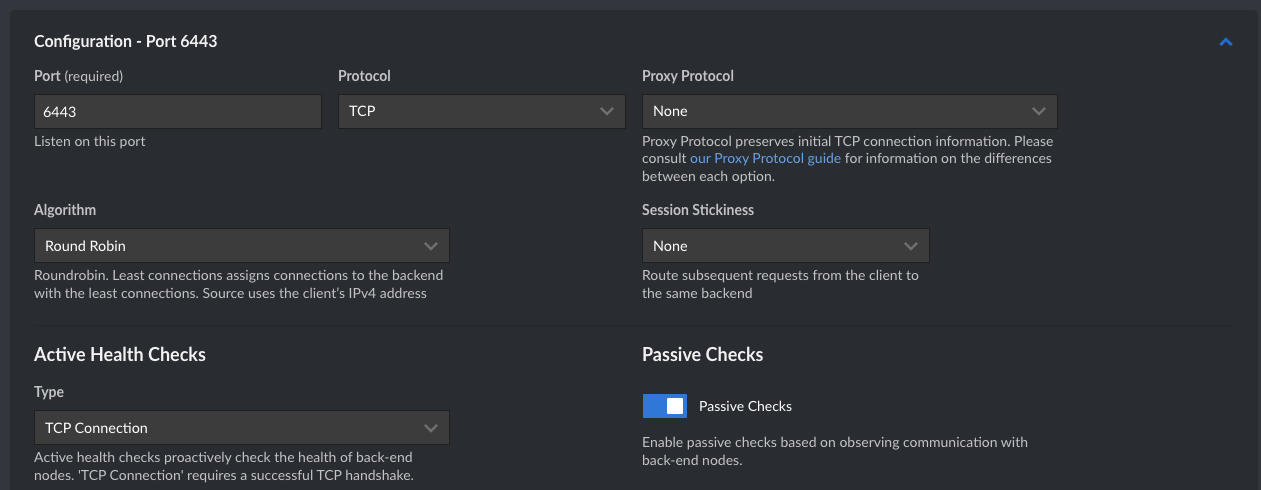 Configuration - Port 6443
Port (required)
6443
Listen on this port
Protocol
TCP
Proxy Protocol
None
Proxy Protocol preserves initial TCP connection information. Please
consult our Proxy Protocol guide for information on the differences
between each option.
Algorithm
Round Robin
Roundrobin. Least connections assigns connections to the backend
with the least connections. Source uses the client's IPv4 address
Session Stickiness
None
Route subsequent requests from the client to
the same backend
Active Health Checks
Type
TCP Connection
Active health checks proactively check the health of back-end
nodes. 'TCP Connection' requires a successful TCP handshake.
Passive Checks
Passive Checks
Enable passive checks based on observing communication with
back-end nodes.